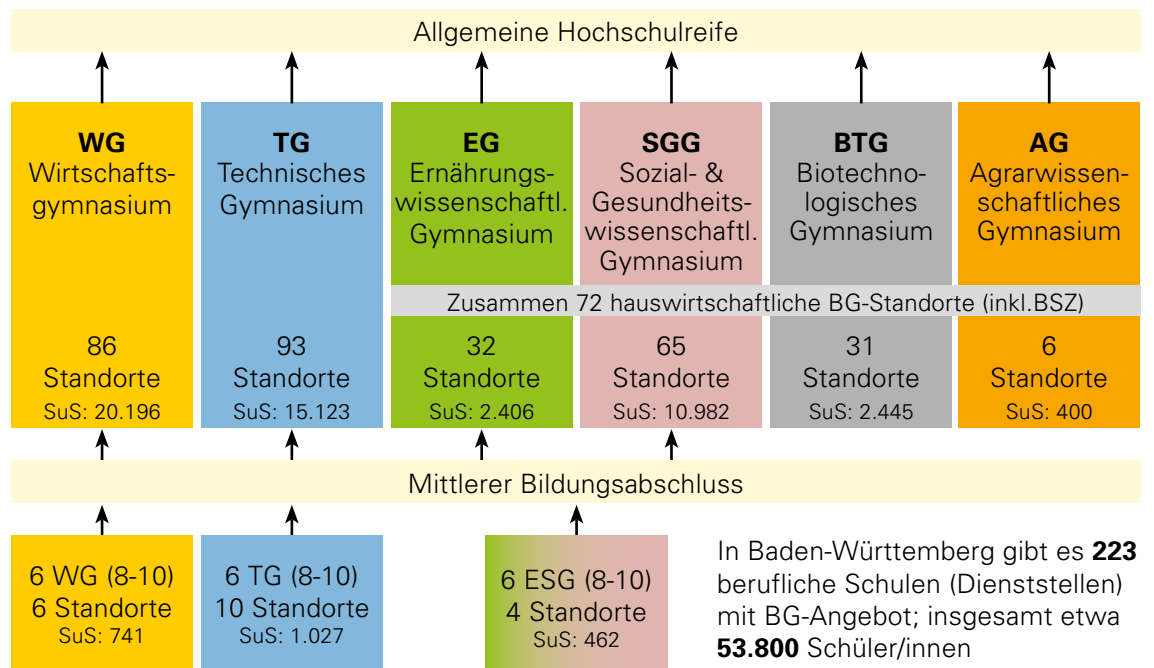 Allgemeine Hochschulreife
WG
Wirtschafts-
gymnasium
86
Standorte
SuS: 20.196
TG
Technisches
Gymnasium
93
Standorte
SuS: 15.123
EG
Ernährungs-
wissenschaftl.
Gymnasium
32
Standorte
SuS: 2.406
SGG
Sozial- &
Gesundheits-
wissenschaftl.
Gymnasium
65
Standorte
SuS: 10.982
BTG
Biotechno-
logisches
Gymnasium
31
Standorte
SuS: 2.445
AG
Agrarwissen-
schaftliches
Gymnasium
6
Standorte
SuS: 400
Zusammen 72 hauswirtschaftliche BG-Standorte (inkl.BSZ)
Mittlerer Bildungsabschluss
6 WG (8-10)
6 Standorte
SuS: 741
6 TG (8-10)
10 Standorte
SuS: 1.027
6 ESG (8-10)
4 Standorte
SuS: 462
In Baden-Württemberg gibt es 223
berufliche Schulen (Dienststellen)
mit BG-Angebot; insgesamt etwa
53.800 Schüler/innen